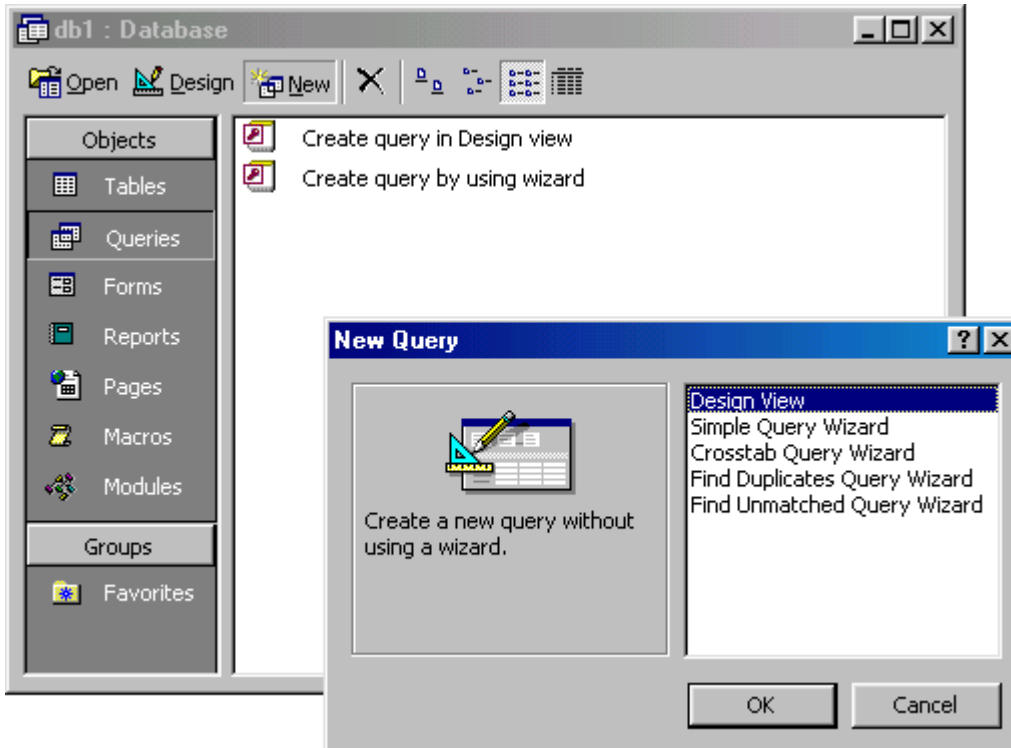 db1 : Database
Open Design New
Objects
Tables
Queries
Forms
Reports
Pages
Macros
Modules
Groups
Favorites
Create query in Design view
Create query by using wizard
New Query
Create a new query without
using a wizard.
Design View
Simple Query Wizard
Crosstab Query Wizard
Find Duplicates Query Wizard
Find Unmatched Query Wizard
OK Cancel